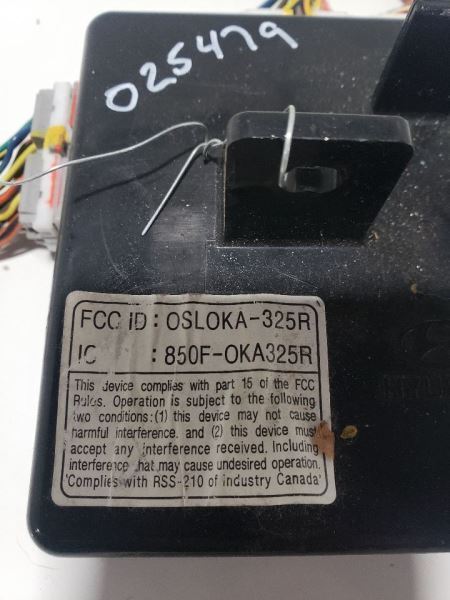 025479
FCC ID : OSLOKA-325R
IC : 850F-OKA325R
This device complies with part 15 of the FCC
Rules. Operation is subject to the following
two conditions:(1) this device may not cause
harmful interference. and (2) this device must
accept any interference received. Including
interference that may cause undesired operation.
'Complies with RSS-210 of Industry Canada'